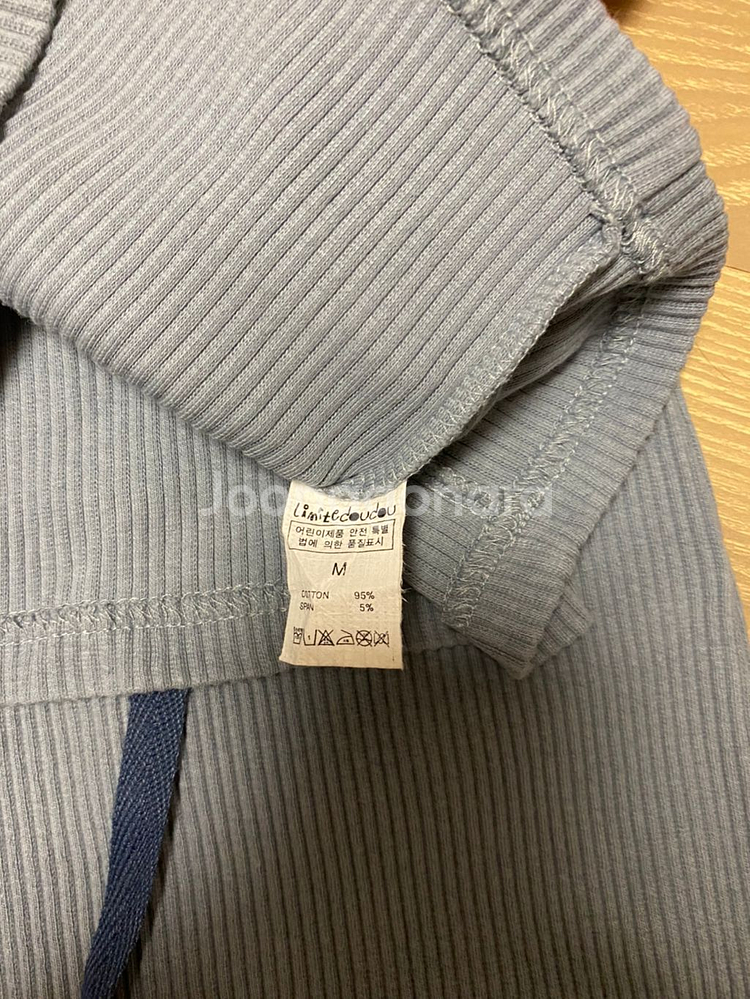 Limitedoudou
어린이제품 안전 특별
법에 의한 품질표시
M
COTTON 95%
SPAN 5%